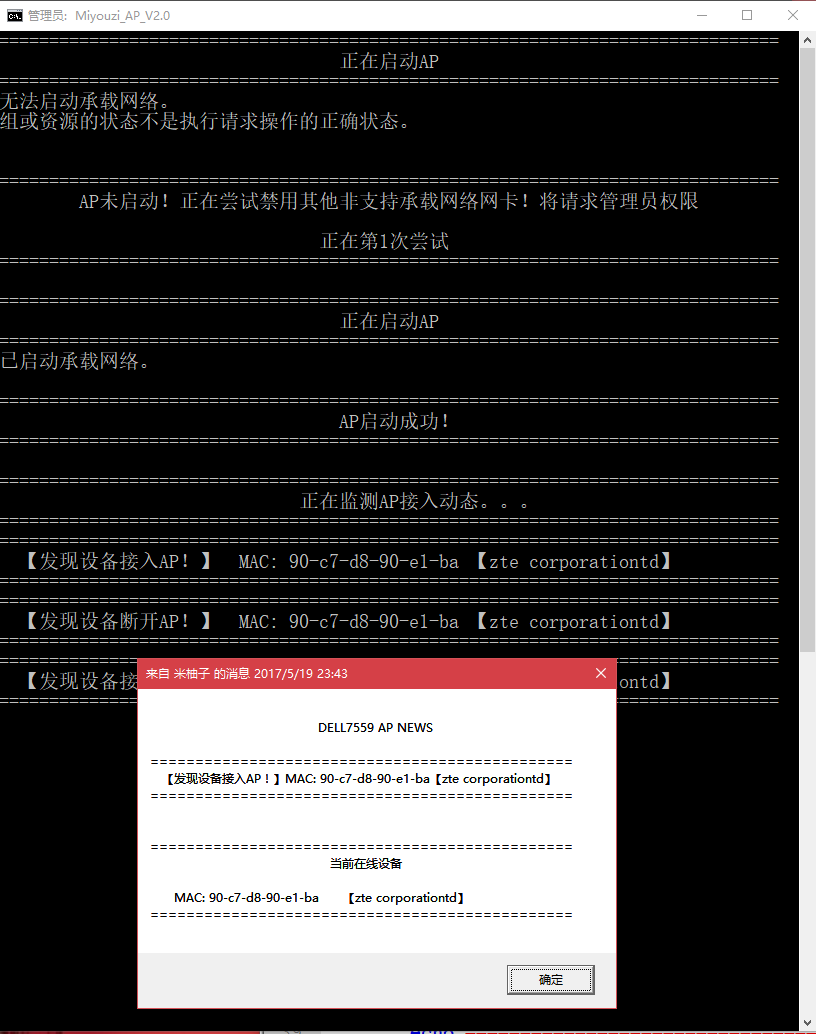 管理员: Miyouzi_AP_V2.0
==============================================================================
正在启动AP
==============================================================================
无法启动承载网络。
组或资源的状态不是执行请求操作的正确状态。
==============================================================================
AP未启动！正在尝试禁用其他非支持承载网络网卡！将请求管理员权限
正在第1次尝试
==============================================================================
==============================================================================
正在启动AP
==============================================================================
已启动承载网络。
==============================================================================
AP启动成功！
==============================================================================
==============================================================================
正在监测AP接入动态。。。
==============================================================================
==============================================================================
【发现设备接入AP！】 MAC: 90-c7-d8-90-e1-ba 【zte corporationtd】
==============================================================================
==============================================================================
【发现设备断开AP！】 MAC: 90-c7-d8-90-e1-ba 【zte corporationtd】
==============================================================================
==============================================================================
【发现设备接 ontd】
==============================================================================
来自 米柚子 的消息 2017/5/19 23:43
DELL7559 AP NEWS
===============================================
【发现设备接入AP！】MAC: 90-c7-d8-90-e1-ba【zte corporationtd】
===============================================
===============================================
当前在线设备
MAC: 90-c7-d8-90-e1-ba 【zte corporationtd】
===============================================
确定